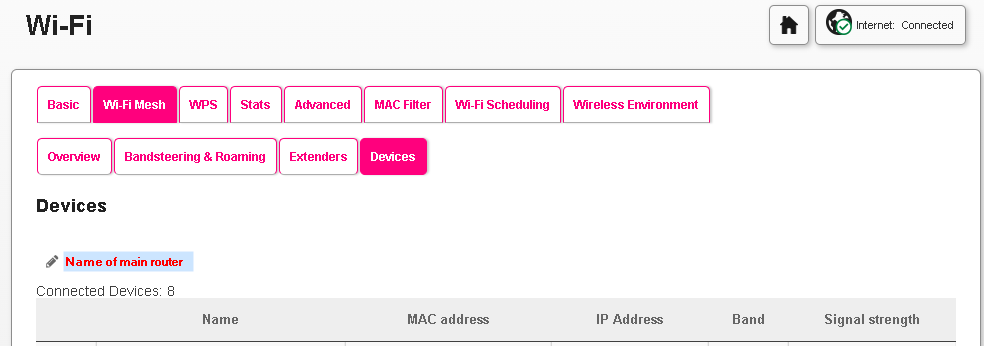 Wi-Fi
Internet: Connected
Basic Wi-Fi Mesh WPS Stats Advanced MAC Filter Wi-Fi Scheduling Wireless Environment
Overview Bandsteering & Roaming Extenders Devices
Devices
Name of main router
Connected Devices: 8
Name MAC address IP Address Band Signal strength